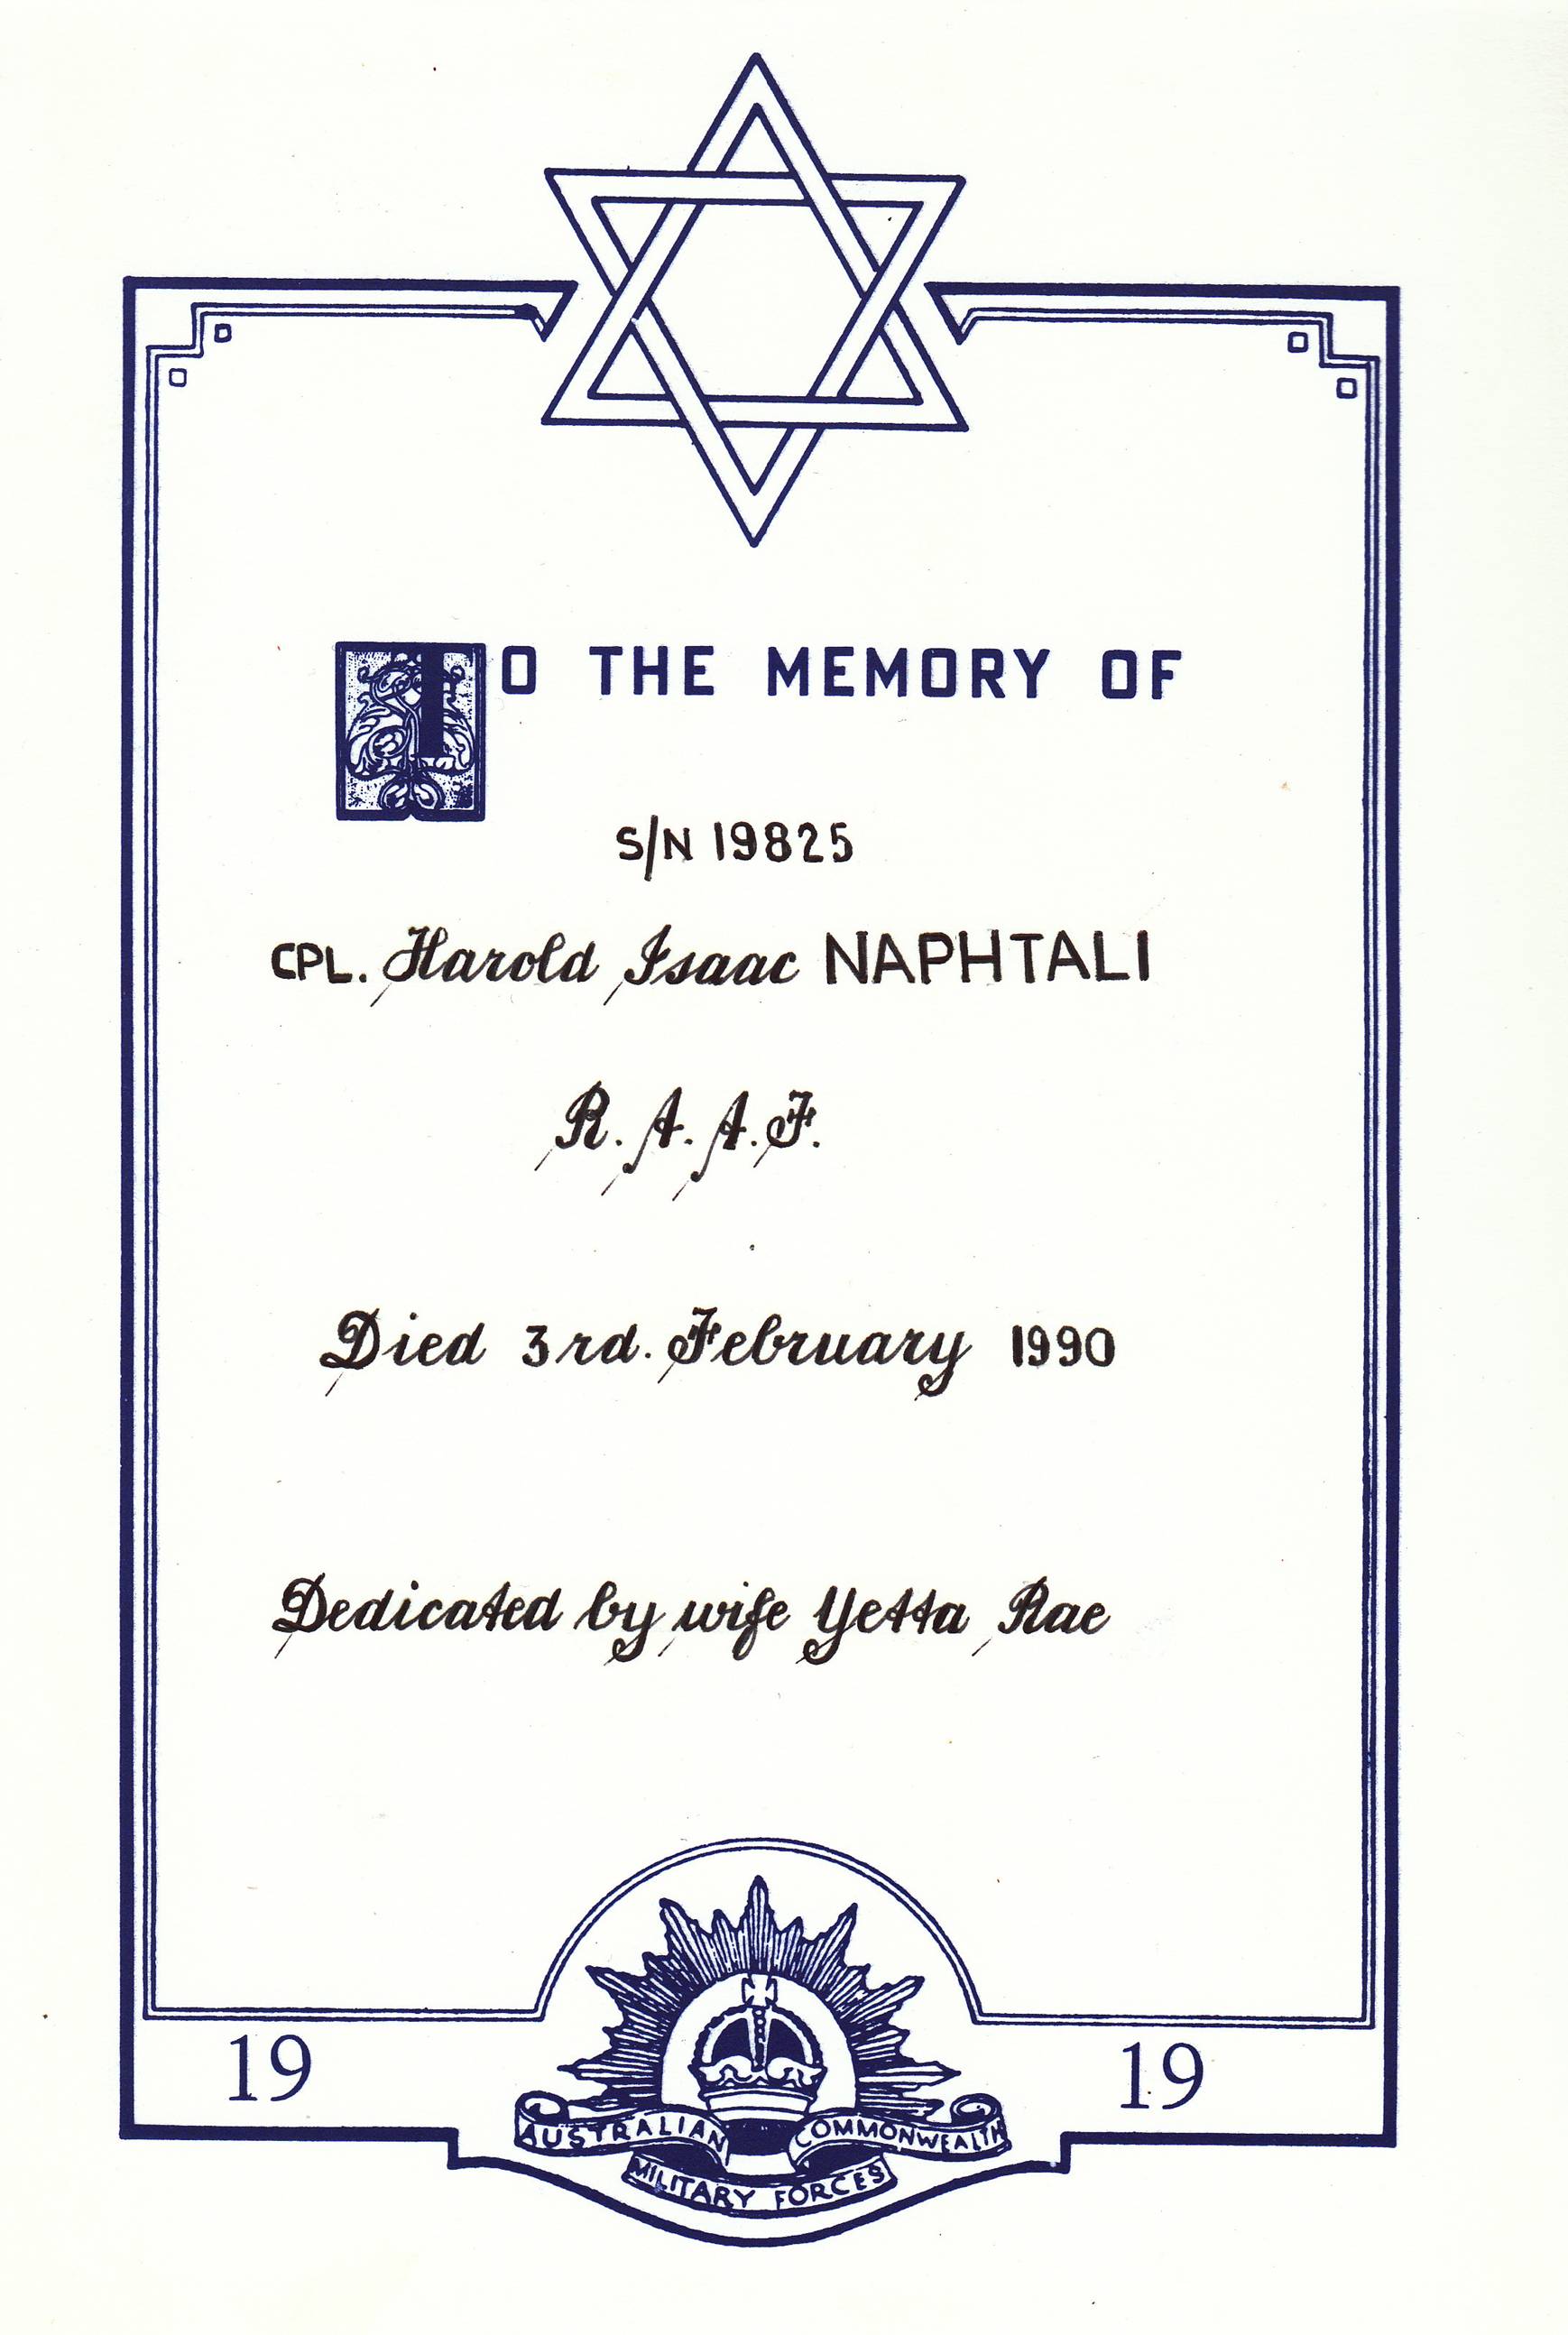 TO THE MEMORY OF
S/N 19825
CPL. Harold Isaac NAPHTALI
R.A.A.F.
Died 3rd. February 1990
Dedicated by wife Yetta Rae
19 19
AUSTRALIAN COMMONWEALTH
MILITARY FORCES